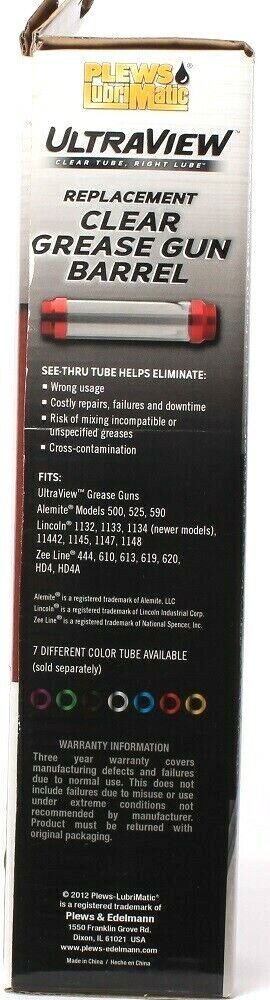 PLEWS
LubriMatic
ULTRAVIEW™
CLEAR TUBE, RIGHT LUBE™
REPLACEMENT
CLEAR
GREASE GUN
BARREL
SEE-THRU TUBE HELPS ELIMINATE:
▪ Wrong usage
▪ Costly repairs, failures and downtime
▪ Risk of mixing incompatible or
unspecified greases
▪ Cross-contamination
FITS:
UltraView™ Grease Guns
Alemite® Models 500, 525, 590
Lincoln® 1132, 1133, 1134 (newer models),
11442, 1145, 1147, 1148
Zee Line® 444, 610, 613, 619, 620,
HD4, HD4A
Alemite® is a registered trademark of Alemite, LLC
Lincoln® is a registered trademark of Lincoln Industrial Corp.
Zee Line® is a registered trademark of National Spencer, Inc.
7 DIFFERENT COLOR TUBE AVAILABLE
(sold separately)
WARRANTY INFORMATION
Three year warranty covers
manufacturing defects and failures
due to normal use. This does not
include failures due to misuse or use
under extreme conditions not
recommended by manufacturer.
Product must be returned with
original packaging.
© 2012 Plews-LubriMatic®
is a registered trademark of
Plews & Edelmann
1550 Franklin Grove Rd.
Dixon, IL 61021 USA
www.plews-edelmann.com
Made in China / Hecho en China